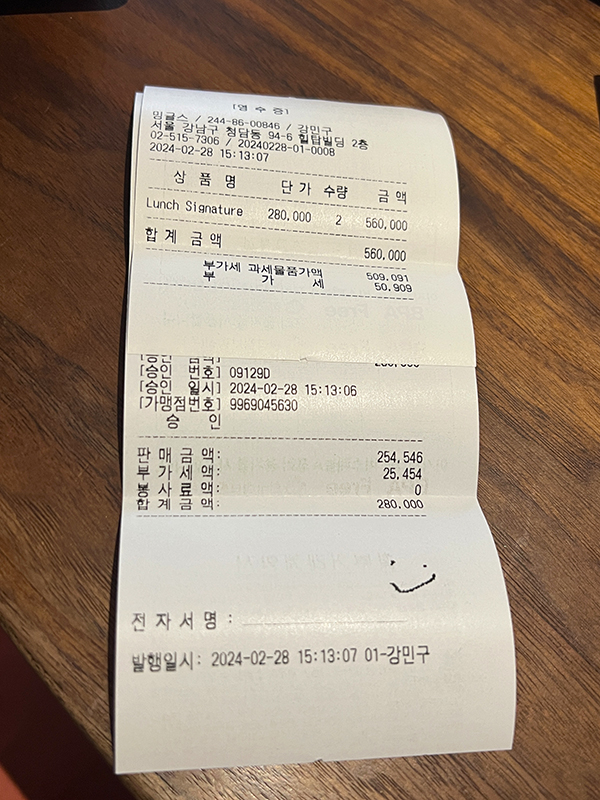 [영 수 증]
밍글스 / 244-86-00846 / 강민구
서울 강남구 청담동 94-6 힐탑빌딩 2층
02-515-7306 / 20240228-01-0008
2024-02-28 15:13:07
상 품 명 단 가 수량 금 액
Lunch Signature 280,000 2 560,000
합 계 금 액 560,000
부가세 과세물품가액 509,091
부 가 세 50,909
[승인 금액] 280,000
[승인 번호] 09129D
[승인 일시] 2024-02-28 15:13:06
[가맹점번호] 9969045630
승 인
판 매 금 액: 254,546
부 가 세 액: 25,454
봉 사 료 액: 0
합 계 금 액: 280,000
전 자 서 명 :
발행일시: 2024-02-28 15:13:07 01-강민구